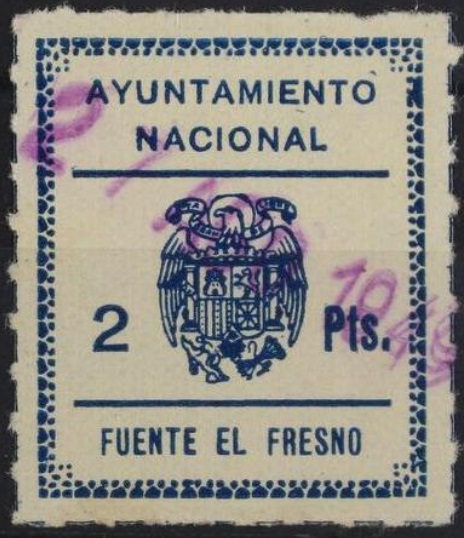 AYUNTAMIENTO
NACIONAL
2 Pts.
FUENTE EL FRESNO